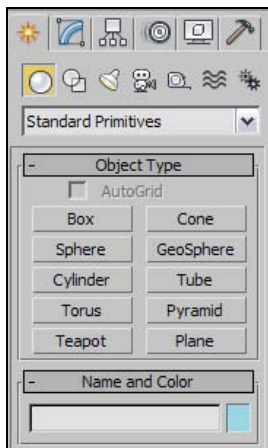 Standard Primitives
- Object Type
AutoGrid
Box Cone
Sphere GeoSphere
Cylinder Tube
Torus Pyramid
Teapot Plane
- Name and Color